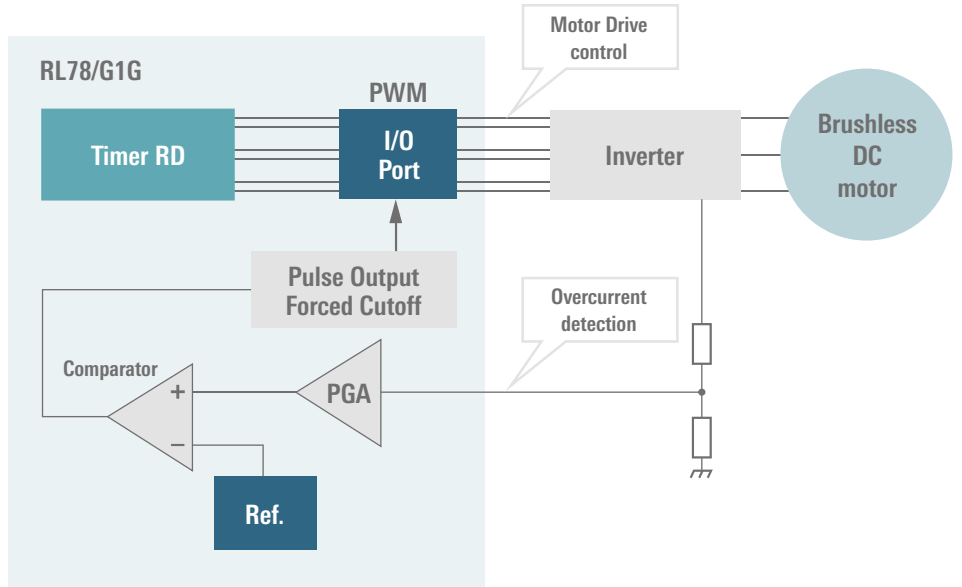 Motor Drive
control
RL78/G1G
PWM
Timer RD
I/O
Port
Inverter
Brushless
DC
motor
Pulse Output
Forced Cutoff
Overcurrent
detection
Comparator
+
PGA
−
Ref.